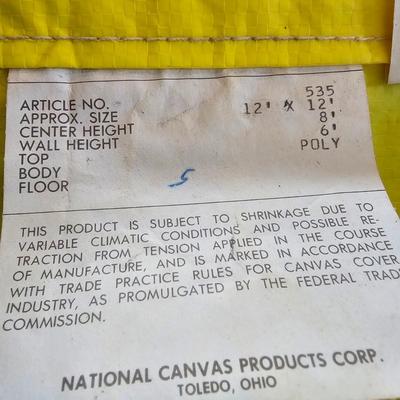 ARTICLE NO. 535
APPROX. SIZE 12' X 12'
CENTER HEIGHT 8'
WALL HEIGHT 6'
TOP POLY
BODY
FLOOR
5
THIS PRODUCT IS SUBJECT TO SHRINKAGE DUE TO
VARIABLE CLIMATIC CONDITIONS AND POSSIBLE RE-
TRACTION FROM TENSION APPLIED IN THE COURSE
OF MANUFACTURE, AND IS MARKED IN ACCORDANCE
WITH TRADE PRACTICE RULES FOR CANVAS COVER
INDUSTRY, AS PROMULGATED BY THE FEDERAL TRADE
COMMISSION.
NATIONAL CANVAS PRODUCTS CORP.
TOLEDO, OHIO